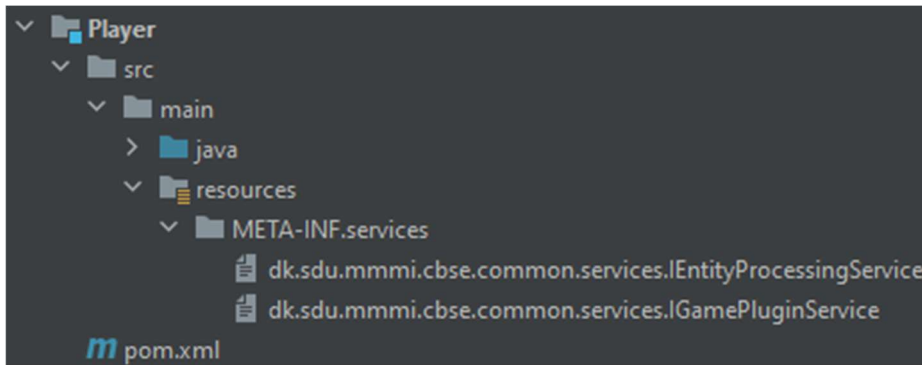 Player
src
main
java
resources
META-INF.services
dk.sdu.mmmi.cbse.common.services.IEntityProcessingService
dk.sdu.mmmi.cbse.common.services.IGamePluginService
m pom.xml